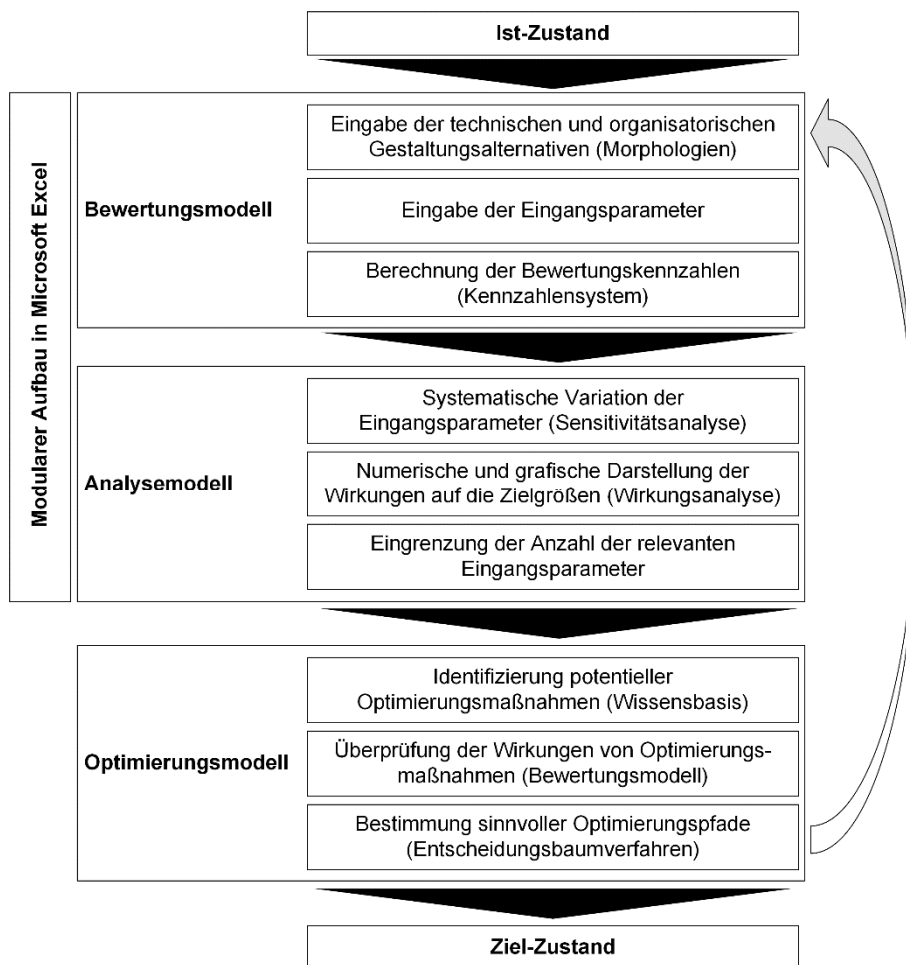 Ist-Zustand
Modularer Aufbau in Microsoft Excel
Bewertungsmodell
Eingabe der technischen und organisatorischen
Gestaltungsalternativen (Morphologien)
Eingabe der Eingangsparameter
Berechnung der Bewertungskennzahlen
(Kennzahlensystem)
Analysemodell
Systematische Variation der
Eingangsparameter (Sensitivitätsanalyse)
Numerische und grafische Darstellung der
Wirkungen auf die Zielgrößen (Wirkungsanalyse)
Eingrenzung der Anzahl der relevanten
Eingangsparameter
Optimierungsmodell
Identifizierung potentieller
Optimierungsmaßnahmen (Wissensbasis)
Überprüfung der Wirkungen von Optimierungs-
maßnahmen (Bewertungsmodell)
Bestimmung sinnvoller Optimierungspfade
(Entscheidungsbaumverfahren)
Ziel-Zustand